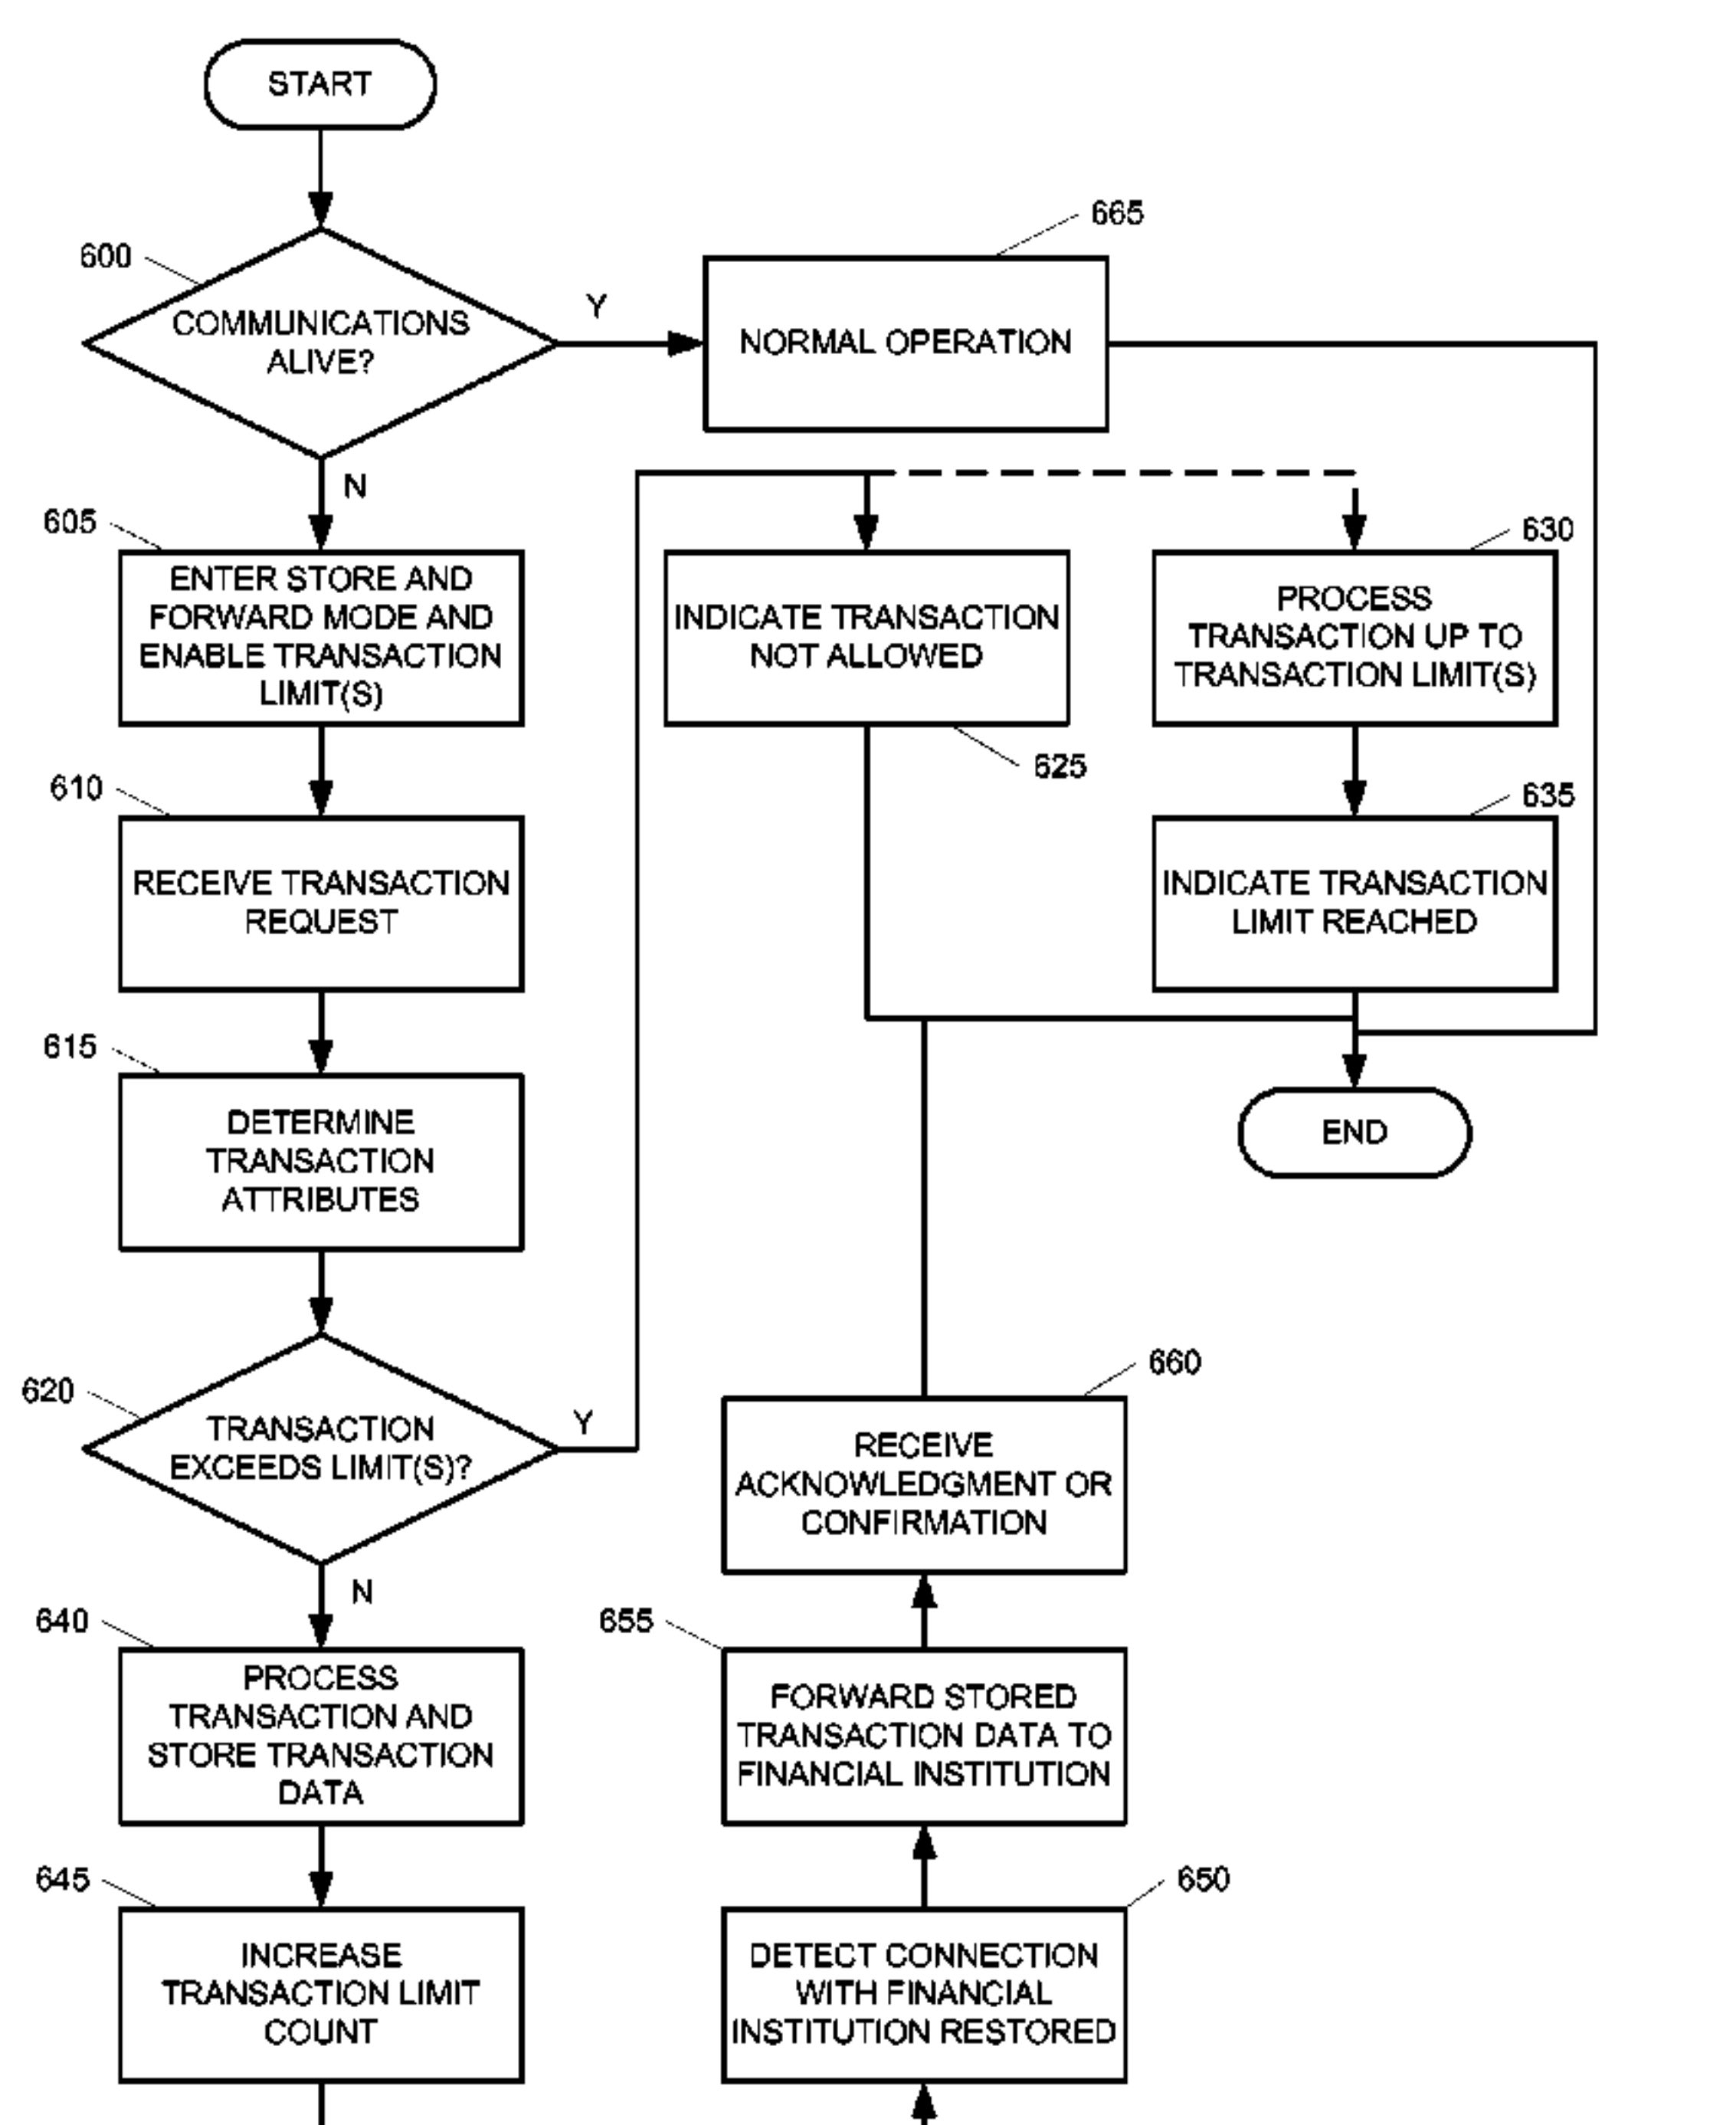 START
600
COMMUNICATIONS
ALIVE?
Y
665
NORMAL OPERATION
N
605
ENTER STORE AND
FORWARD MODE AND
ENABLE TRANSACTION
LIMIT(S)
INDICATE TRANSACTION
NOT ALLOWED
625
630
PROCESS
TRANSACTION UP TO
TRANSACTION LIMIT(S)
610
RECEIVE TRANSACTION
REQUEST
635
INDICATE TRANSACTION
LIMIT REACHED
615
DETERMINE
TRANSACTION
ATTRIBUTES
END
620
TRANSACTION
EXCEEDS LIMIT(S)?
Y
660
RECEIVE
ACKNOWLEDGMENT OR
CONFIRMATION
N
640
PROCESS
TRANSACTION AND
STORE TRANSACTION
DATA
655
FORWARD STORED
TRANSACTION DATA TO
FINANCIAL INSTITUTION
645
INCREASE
TRANSACTION LIMIT
COUNT
650
DETECT CONNECTION
WITH FINANCIAL
INSTITUTION RESTORED